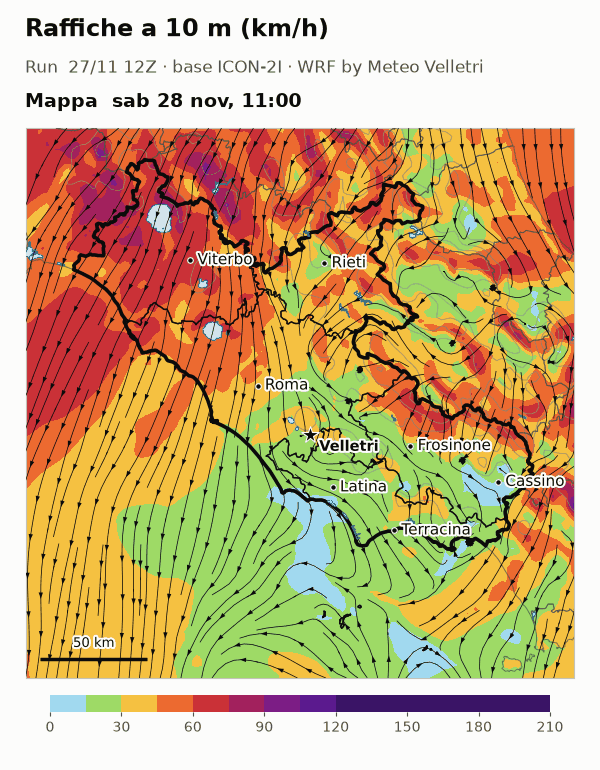 Raffiche a 10 m (km/h)
Run 27/11 12Z · base ICON-2I · WRF by Meteo Velletri
Mappa sab 28 nov, 11:00
Viterbo
Rieti
Roma
Velletri
Frosinone
Latina
Cassino
Terracina
50 km
0 30 60 90 120 150 180 210